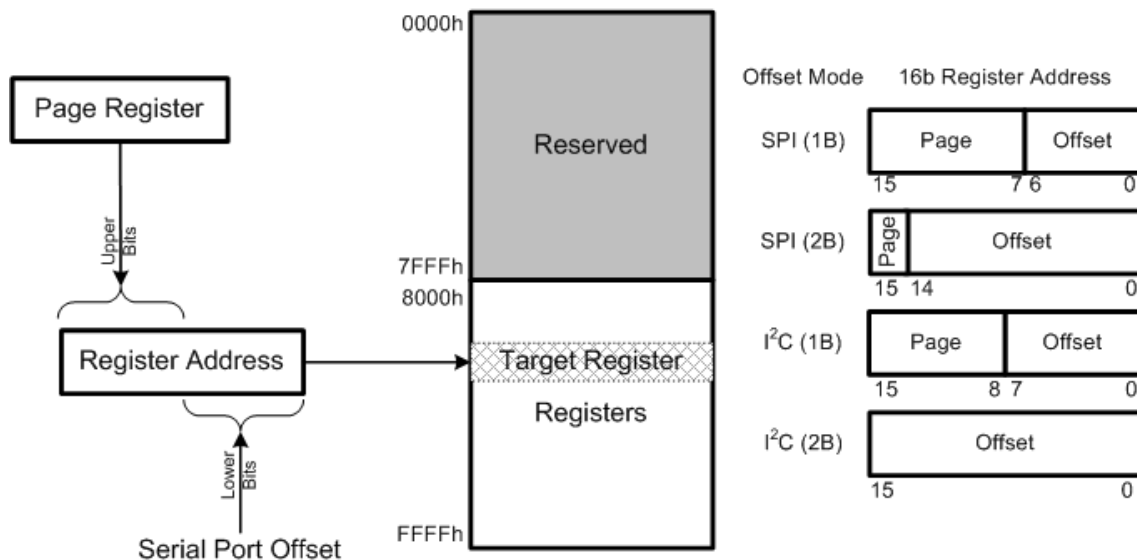 Page Register
Upper
Bits
Register Address
Lower
Bits
Serial Port Offset
0000h
Reserved
7FFFh
8000h
Target Register
Registers
FFFFh
Offset Mode 16b Register Address
SPI (1B) Page Offset
15 7 6 0
SPI (2B) Page Offset
15 14 0
I²C (1B) Page Offset
15 8 7 0
I²C (2B) Offset
15 0